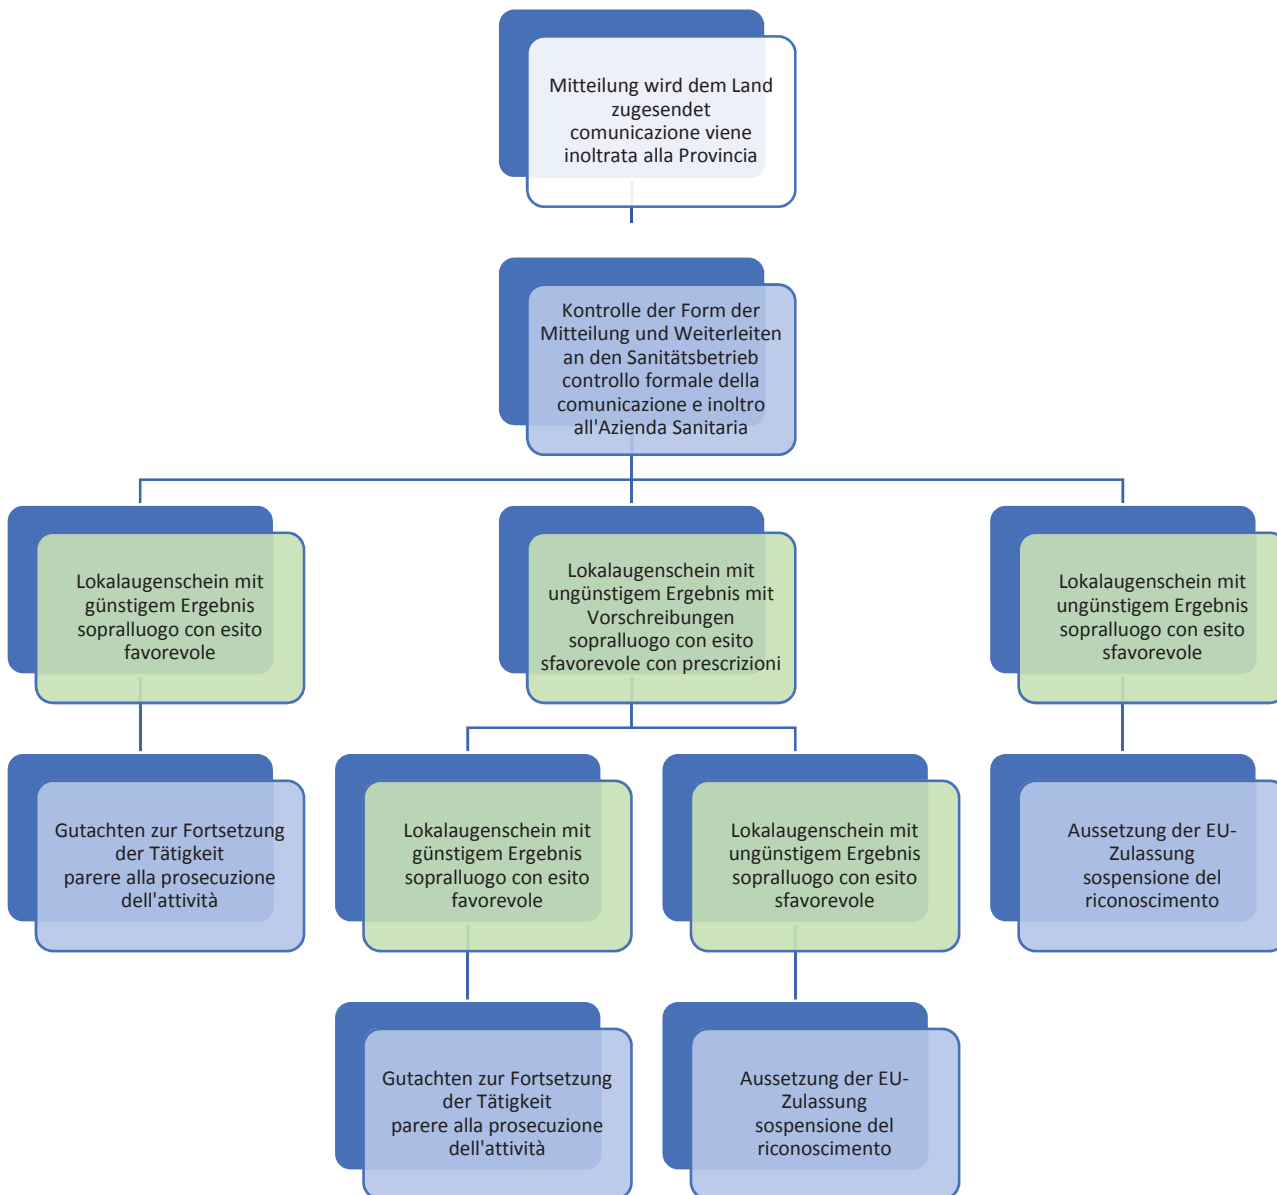 Mitteilung wird dem Land
zugesendet
comunicazione viene
inoltrata alla Provincia
Kontrolle der Form der
Mitteilung und Weiterleiten
an den Sanitätsbetrieb
controllo formale della
comunicazione e inoltro
all'Azienda Sanitaria
Lokalaugenschein mit
günstigem Ergebnis
sopralluogo con esito
favorevole
Lokalaugenschein mit
ungünstigem Ergebnis mit
Vorschreibungen
sopralluogo con esito
sfavorevole con prescrizioni
Lokalaugenschein mit
ungünstigem Ergebnis
sopralluogo con esito
sfavorevole
Gutachten zur Fortsetzung
der Tätigkeit
parere alla prosecuzione
dell'attività
Lokalaugenschein mit
günstigem Ergebnis
sopralluogo con esito
favorevole
Lokalaugenschein mit
ungünstigem Ergebnis
sopralluogo con esito
sfavorevole
Aussetzung der EU-
Zulassung
sospensione del
riconoscimento
Gutachten zur Fortsetzung
der Tätigkeit
parere alla prosecuzione
dell'attività
Aussetzung der EU-
Zulassung
sospensione del
riconoscimento